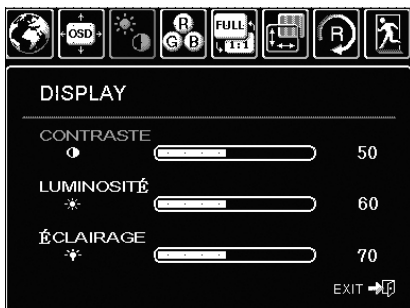 OSD R G B FULL 1:1 R
DISPLAY
CONTRASTE
50
LUMINOSITÉ
60
ÉCLAIRAGE
70
EXIT